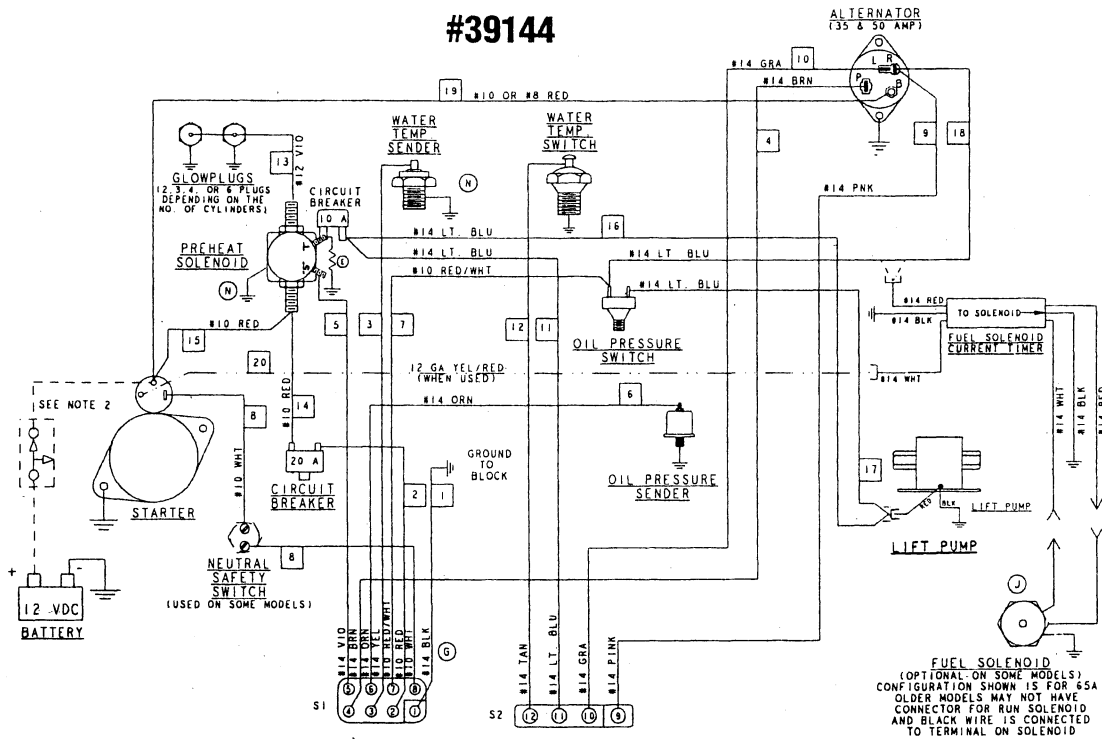 #39144
ALTERNATOR
(35 & 50 AMP)
#14 GRA
10
L
R
#14 BRN
P
B
19
#10 OR #8 RED
WATER
TEMP.
SENDER
WATER
TEMP.
SWITCH
4
9
18
13
#12 VIO
GLOWPLUGS
(2,3,4, OR 6 PLUGS
DEPENDING ON THE
NO. OF CYLINDERS)
CIRCUIT
BREAKER
10 A
N
#14 PNK
#14 LT. BLU
16
PREHEAT
SOLENOID
T
S
E
#14 LT. BLU
#14 LT BLU
#10 RED/WHT
#14 LT. BLU
N
#14 RED
#14 BLK
TO SOLENOID
FUEL SOLENOID
CURRENT TIMER
#10 RED
15
5
3
7
12
11
OIL PRESSURE
SWITCH
20
12 GA YEL/RED
(WHEN USED)
#14 WHT
#14 ORN
6
SEE NOTE 2
8
#10 RED
14
#14 WHT
#14 BLK
#14 RED
#10 WHT
20 A
CIRCUIT
BREAKER
2
1
GROUND
TO
BLOCK
OIL PRESSURE
SENDER
17
RED
BLK
LIFT PUMP
LIFT PUMP
STARTER
8
NEUTRAL
SAFETY
SWITCH
(USED ON SOME MODELS)
+
-
12 VDC
BATTERY
J
#14 VIO
#14 BRN
#14 ORN
#14 YEL
#10 RED/WHT
#10 RED
#10 WHT
#14 BLK
G
#14 TAN
#14 LT. BLU
#14 GRA
#14 PINK
S1
5
6
7
8
4
3
2
1
S2
12
11
10
9
FUEL SOLENOID
(OPTIONAL ON SOME MODELS)
CONFIGURATION SHOWN IS FOR 65A
OLDER MODELS MAY NOT HAVE
CONNECTOR FOR RUN SOLENOID
AND BLACK WIRE IS CONNECTED
TO TERMINAL ON SOLENOID